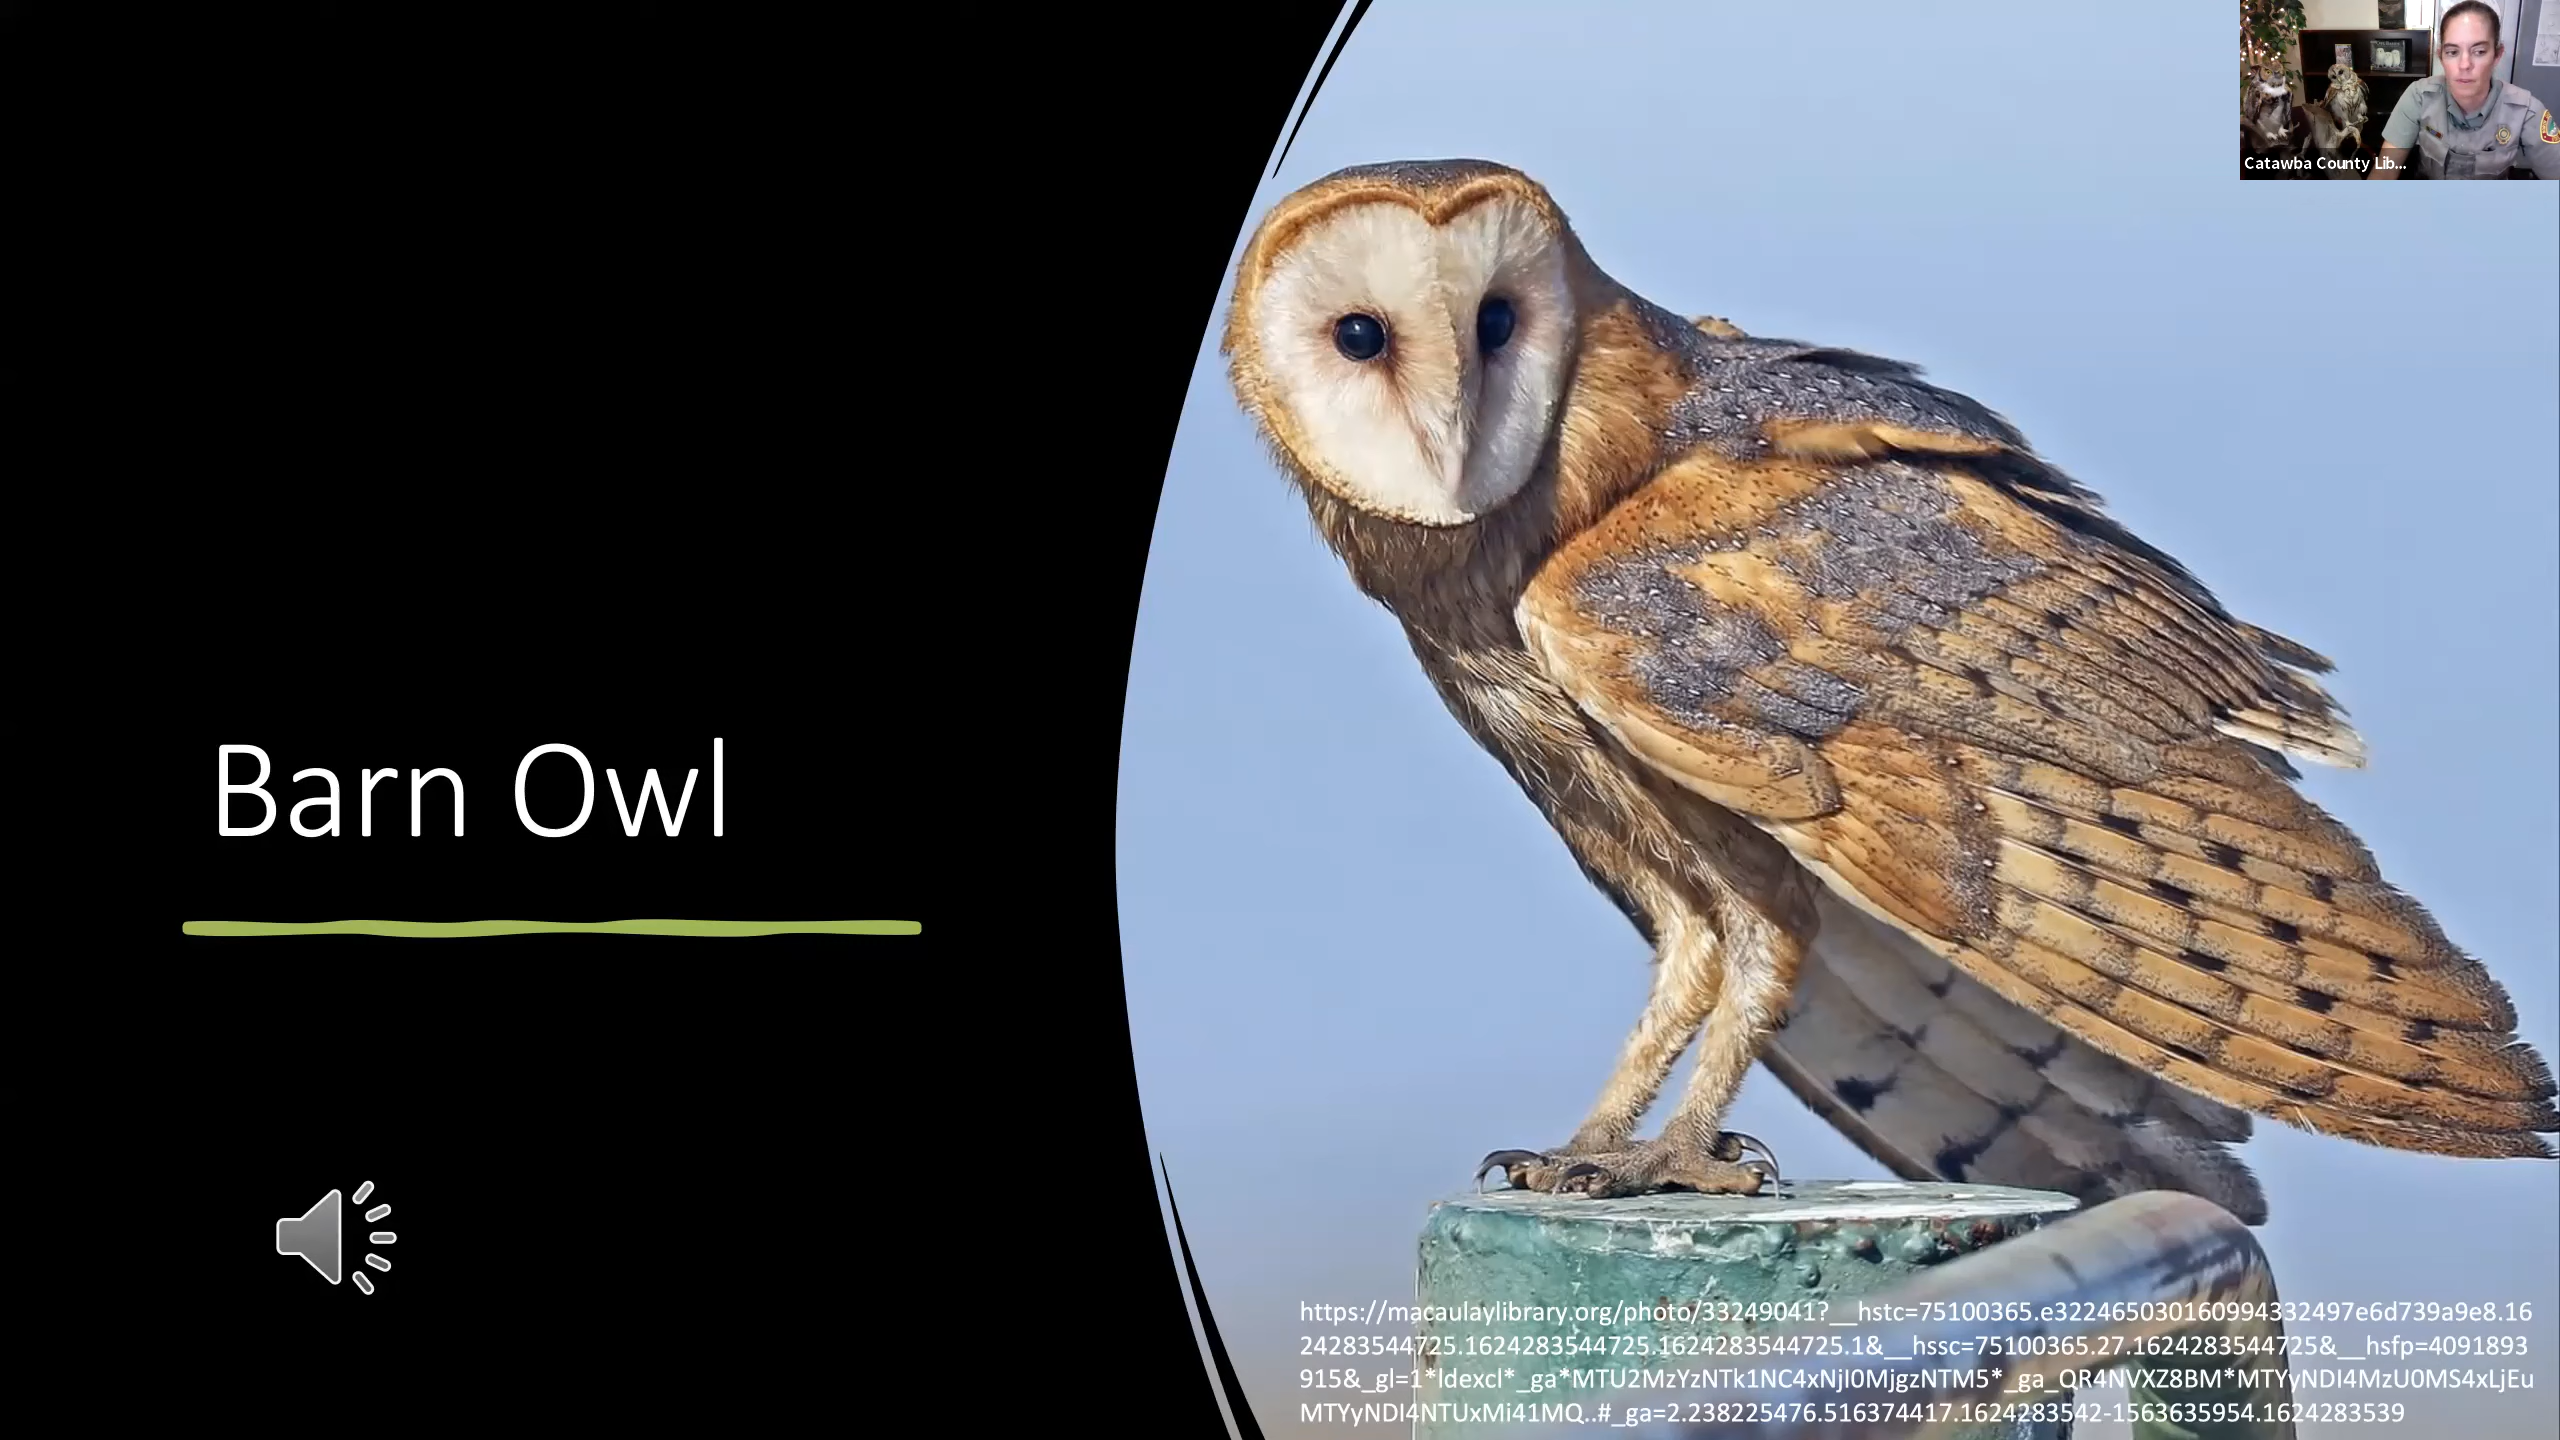 Catawba County Lib...
Barn Owl
https://macaulaylibrary.org/photo/33249041?__hstc=75100365.e322465030160994332497e6d739a9e8.16
24283544725.1624283544725.1624283544725.1&__hssc=75100365.27.1624283544725&__hsfp=4091893
915&_gl=1*ldexcl*_ga*MTU2MzYzNTk1NC4xNjI0MjgzNTM5*_ga_QR4NVXZ8BM*MTYyNDI4MzU0MS4xLjEu
MTYyNDI4NTUxMi41MQ..#_ga=2.238225476.516374417.1624283542-1563635954.1624283539